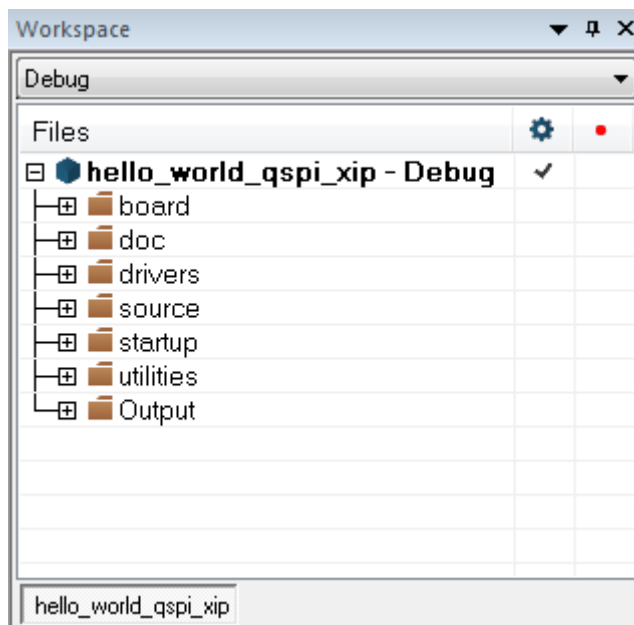 Workspace
Debug
Files
hello_world_qspi_xip - Debug
board
doc
drivers
source
startup
utilities
Output
hello_world_qspi_xip